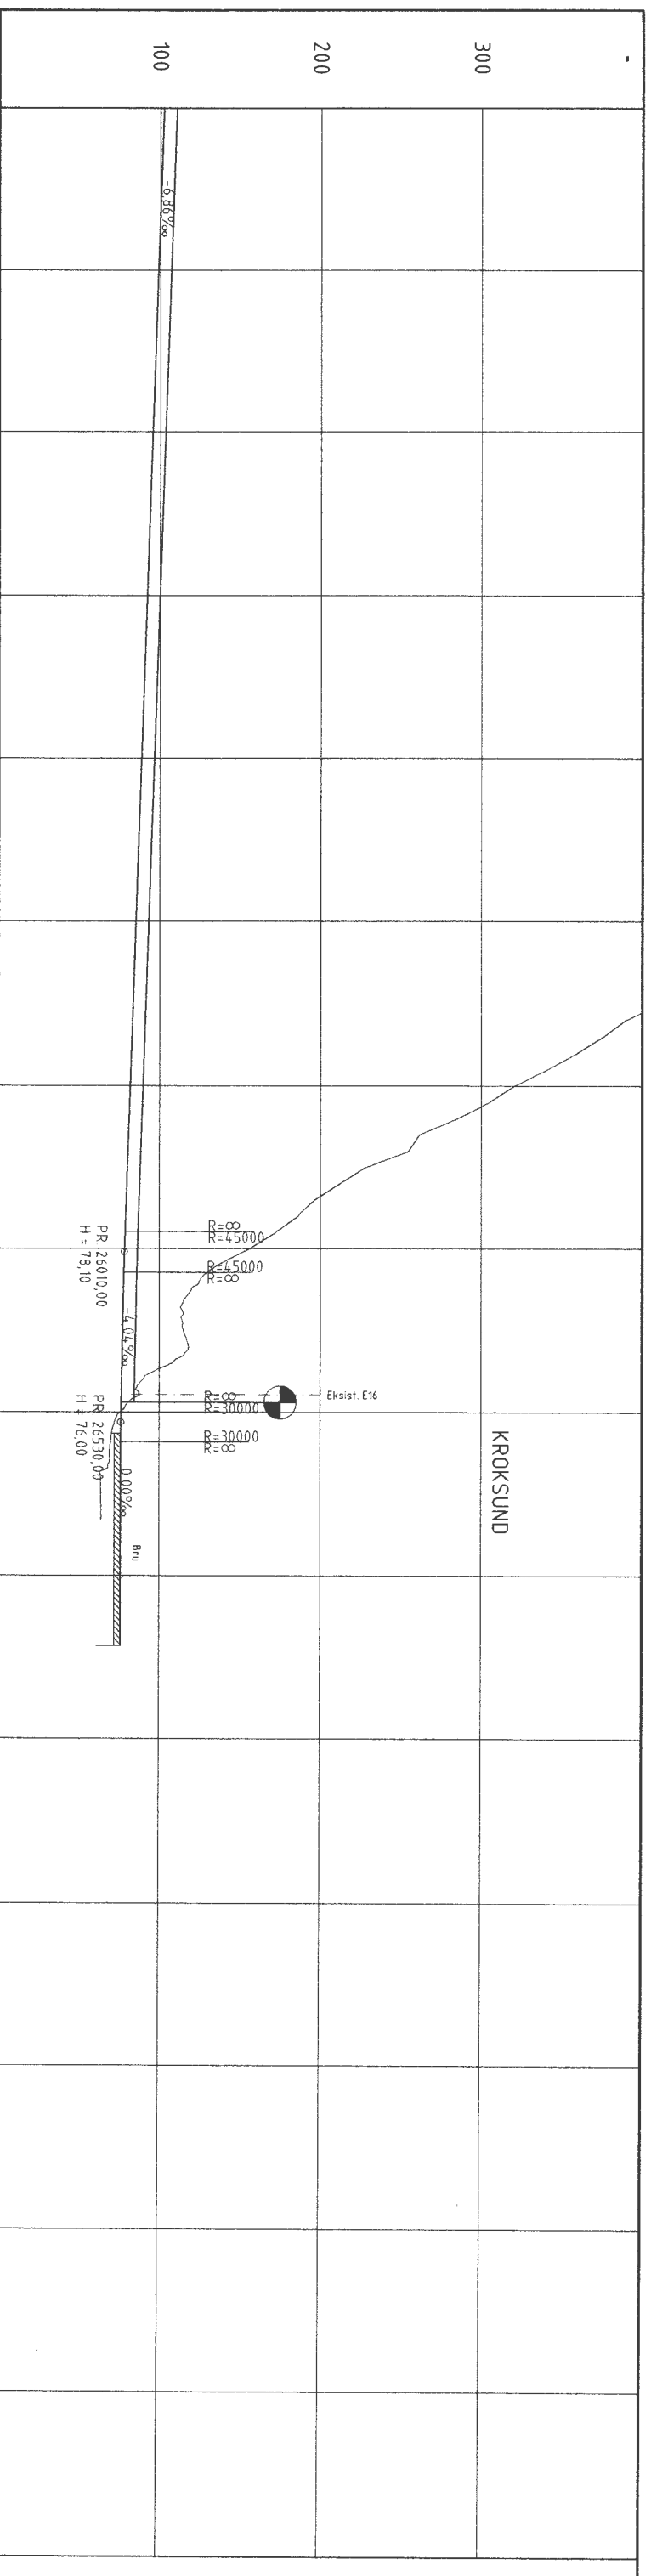 300
200
100
KROKSUND
Eksist. E16
R=∞
R=45000
R=45000
R=∞
R=∞
R=30000
R=30000
R=∞
-6.86‰
-4.04‰
0.00‰
Bru
PR 26010,00
H = 78,10
PR 26530,00
H = 76,00